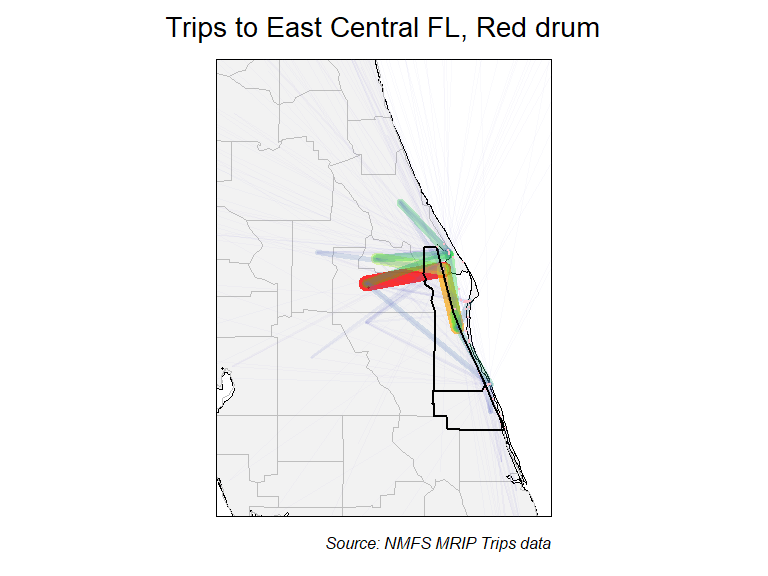 Trips to East Central FL, Red drum
Source: NMFS MRIP Trips data